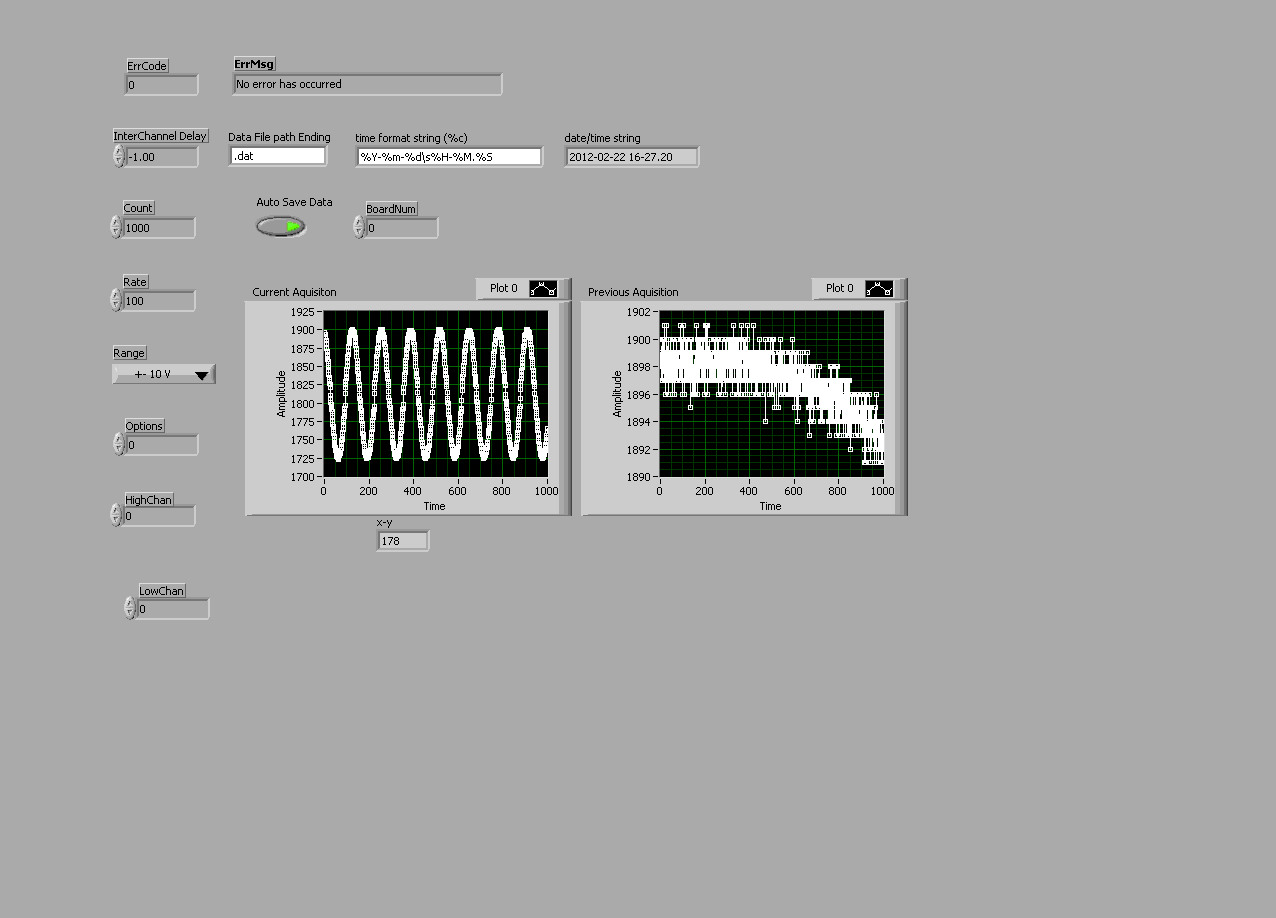 ErrCode
0
ErrMsg
No error has occurred
InterChannel Delay
-1.00
Data File path Ending
.dat
time format string (%c)
%Y-%m-%d\s%H-%M.%S
date/time string
2012-02-22 16-27.20
Count
1000
Auto Save Data
BoardNum
0
Rate
100
Range
+- 10 V
Options
0
HighChan
0
LowChan
0
Current Aquisiton
Plot 0
Amplitude
1925
1900
1875
1850
1825
1800
1775
1750
1725
1700
0 200 400 600 800 1000
Time
x-y
178
Previous Aquisition
Plot 0
Amplitude
1902
1900
1898
1896
1894
1892
1890
0 200 400 600 800 1000
Time